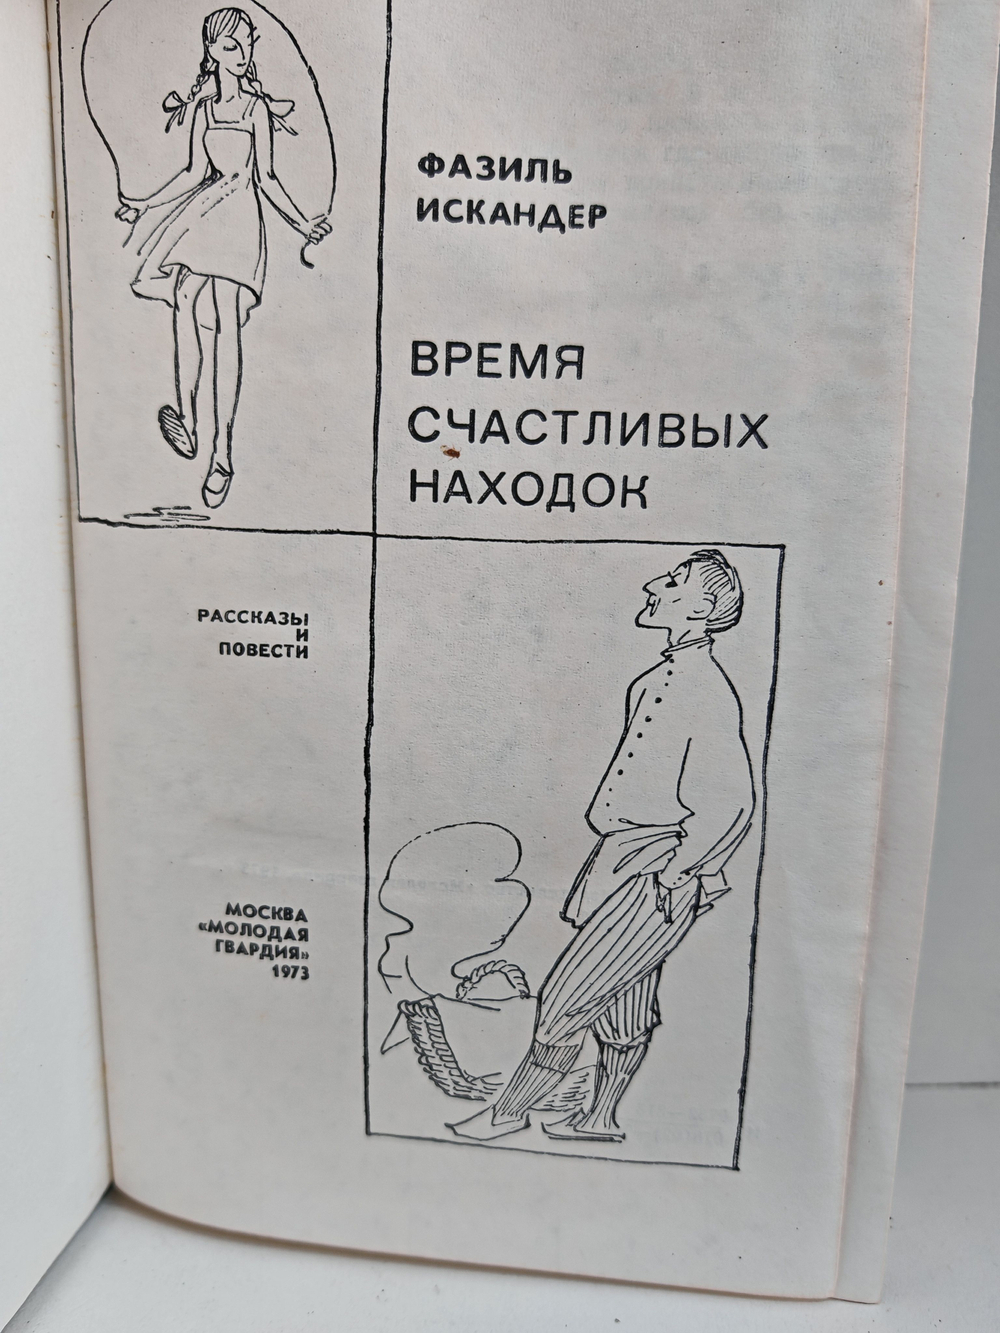 ФАЗИЛЬ
ИСКАНДЕР
ВРЕМЯ
СЧАСТЛИВЫХ
НАХОДОК
РАССКАЗЫ
И
ПОВЕСТИ
МОСКВА
«МОЛОДАЯ
ГВАРДИЯ»
1973